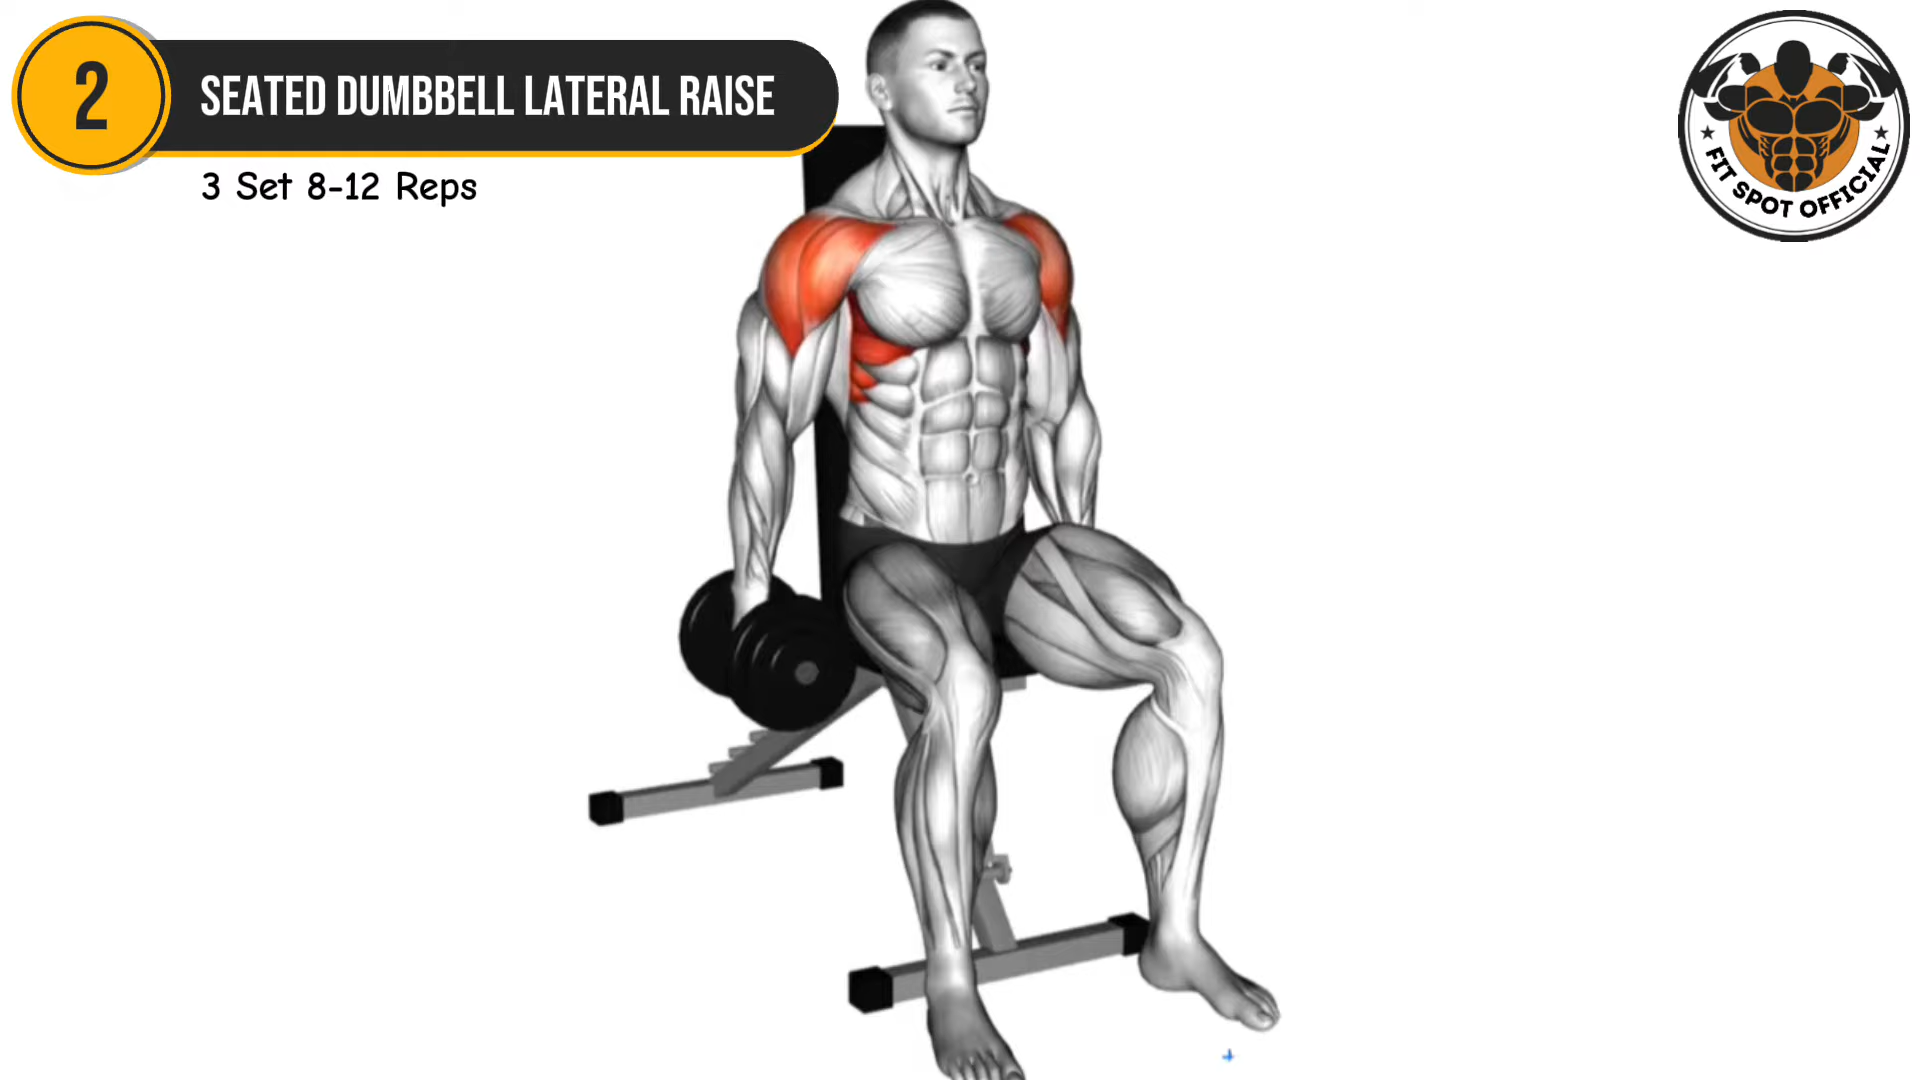 2
SEATED DUMBBELL LATERAL RAISE
3 Set 8-12 Reps
FIT SPOT OFFICIAL